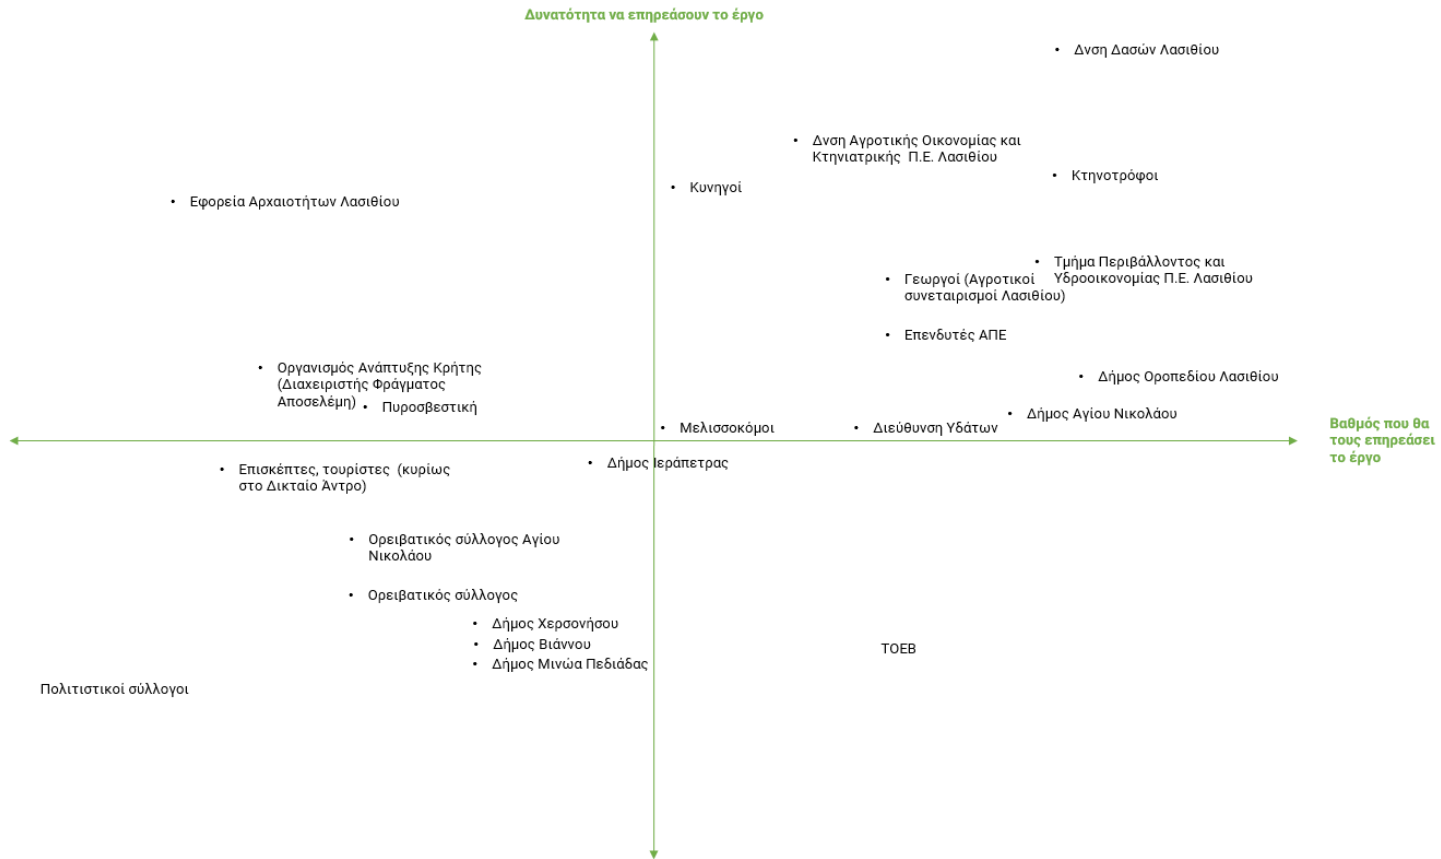 Δυνατότητα να επηρεάσουν το έργο
• Δνση Δασών Λασιθίου
• Δνση Αγροτικής Οικονομίας και
Κτηνιατρικής Π.Ε. Λασιθίου
• Κτηνοτρόφοι
• Κυνηγοί
• Εφορεία Αρχαιοτήτων Λασιθίου
• Τμήμα Περιβάλλοντος και
Υδροοικονομίας Π.Ε. Λασιθίου
• Γεωργοί (Αγροτικοί
συνεταιρισμοί Λασιθίου)
• Επενδυτές ΑΠΕ
• Οργανισμός Ανάπτυξης Κρήτης
(Διαχειριστής Φράγματος
Αποσελέμη)
• Πυροσβεστική
• Δήμος Οροπεδίου Λασιθίου
• Δήμος Αγίου Νικολάου
• Μελισσοκόμοι
• Διεύθυνση Υδάτων
Βαθμός που θα
τους επηρεάσει
το έργο
• Επισκέπτες, τουρίστες (κυρίως
στο Δικταίο Άντρο)
• Δήμος Ιεράπετρας
• Ορειβατικός σύλλογος Αγίου
Νικολάου
• Ορειβατικός σύλλογος
• Δήμος Χερσονήσου
• Δήμος Βιάννου
• Δήμος Μινώα Πεδιάδας
ΤΟΕΒ
Πολιτιστικοί σύλλογοι